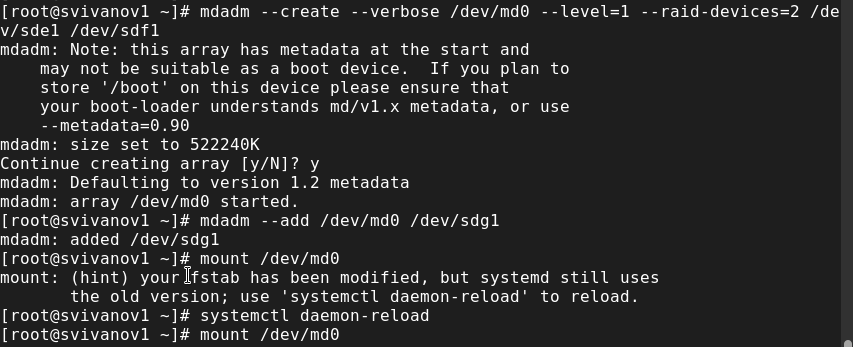 [root@svivanov1 ~]# mdadm --create --verbose /dev/md0 --level=1 --raid-devices=2 /de
v/sde1 /dev/sdf1
mdadm: Note: this array has metadata at the start and
    may not be suitable as a boot device.  If you plan to
    store '/boot' on this device please ensure that
    your boot-loader understands md/v1.x metadata, or use
    --metadata=0.90
mdadm: size set to 522240K
Continue creating array [y/N]? y
mdadm: Defaulting to version 1.2 metadata
mdadm: array /dev/md0 started.
[root@svivanov1 ~]# mdadm --add /dev/md0 /dev/sdg1
mdadm: added /dev/sdg1
[root@svivanov1 ~]# mount /dev/md0
mount: (hint) your fstab has been modified, but systemd still uses
       the old version; use 'systemctl daemon-reload' to reload.
[root@svivanov1 ~]# systemctl daemon-reload
[root@svivanov1 ~]# mount /dev/md0